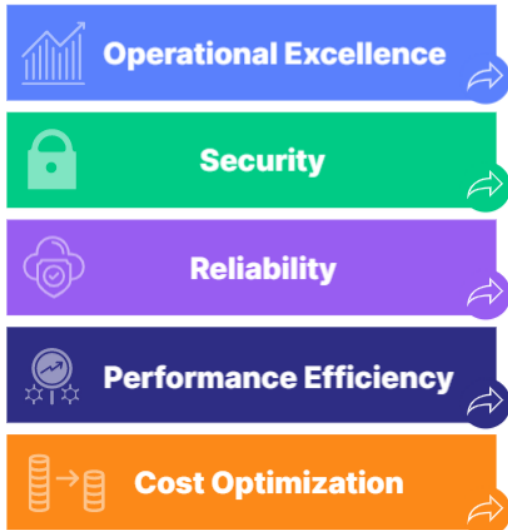 Operational Excellence
Security
Reliability
Performance Efficiency
Cost Optimization